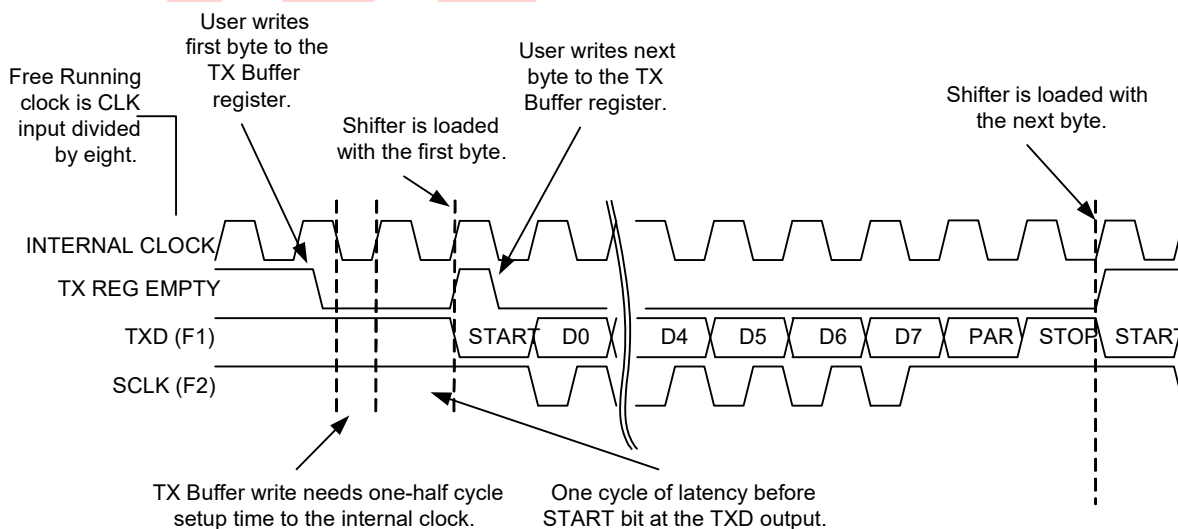 User writes
first byte to the
TX Buffer
register.
Free Running
clock is CLK
input divided
by eight.
Shifter is loaded
with the first byte.
User writes next
byte to the TX
Buffer register.
Shifter is loaded with
the next byte.
INTERNAL CLOCK
TX REG EMPTY
TXD (F1)
START D0 D4 D5 D6 D7 PAR STOP START
SCLK (F2)
TX Buffer write needs one-half cycle
setup time to the internal clock.
One cycle of latency before
START bit at the TXD output.